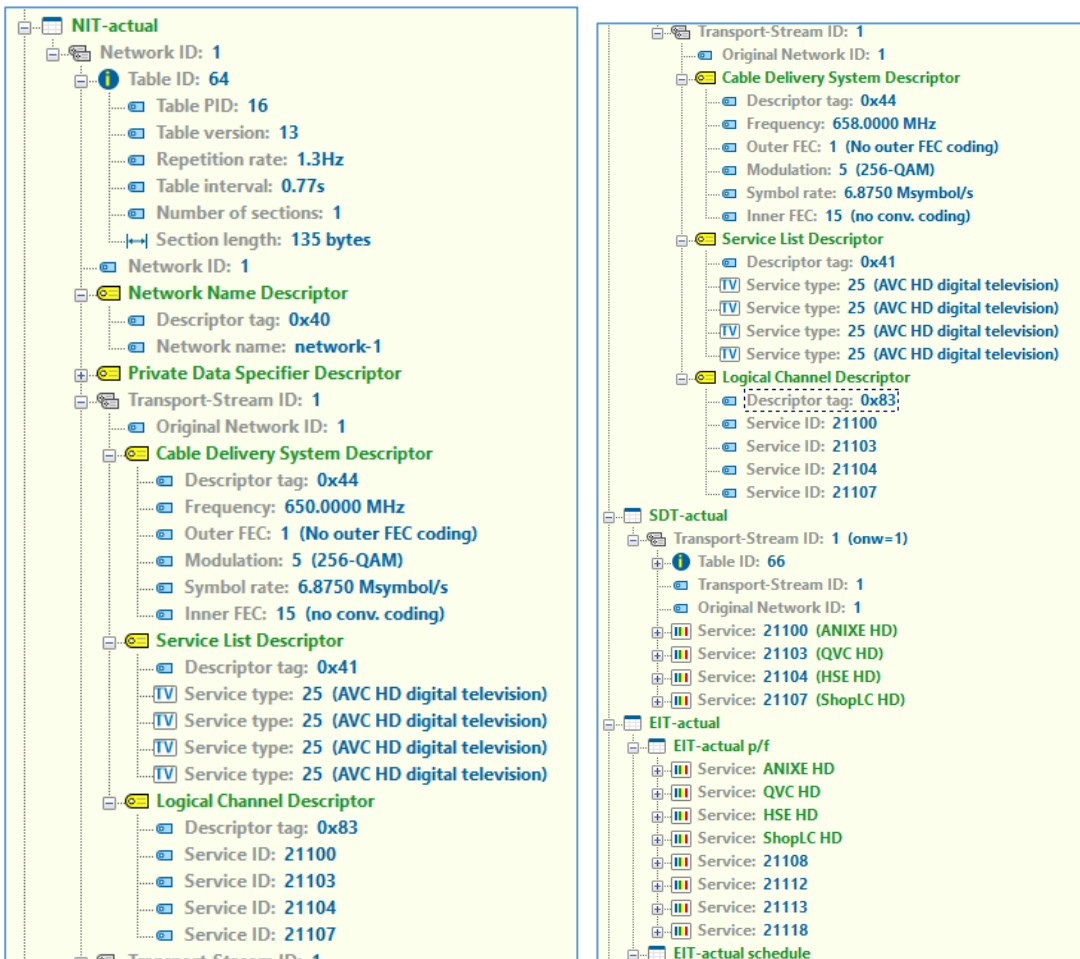 NIT-actual
Network ID: 1
Table ID: 64
Table PID: 16
Table version: 13
Repetition rate: 1.3Hz
Table interval: 0.77s
Number of sections: 1
Section length: 135 bytes
Network ID: 1
Network Name Descriptor
Descriptor tag: 0x40
Network name: network-1
Private Data Specifier Descriptor
Transport-Stream ID: 1
Original Network ID: 1
Cable Delivery System Descriptor
Descriptor tag: 0x44
Frequency: 650.0000 MHz
Outer FEC: 1 (No outer FEC coding)
Modulation: 5 (256-QAM)
Symbol rate: 6.8750 Msymbol/s
Inner FEC: 15 (no conv. coding)
Service List Descriptor
Descriptor tag: 0x41
TV Service type: 25 (AVC HD digital television)
TV Service type: 25 (AVC HD digital television)
TV Service type: 25 (AVC HD digital television)
TV Service type: 25 (AVC HD digital television)
Logical Channel Descriptor
Descriptor tag: 0x83
Service ID: 21100
Service ID: 21103
Service ID: 21104
Service ID: 21107
Transport-Stream ID: 1
Transport-Stream ID: 1
Original Network ID: 1
Cable Delivery System Descriptor
Descriptor tag: 0x44
Frequency: 658.0000 MHz
Outer FEC: 1 (No outer FEC coding)
Modulation: 5 (256-QAM)
Symbol rate: 6.8750 Msymbol/s
Inner FEC: 15 (no conv. coding)
Service List Descriptor
Descriptor tag: 0x41
TV Service type: 25 (AVC HD digital television)
TV Service type: 25 (AVC HD digital television)
TV Service type: 25 (AVC HD digital television)
TV Service type: 25 (AVC HD digital television)
Logical Channel Descriptor
Descriptor tag: 0x83
Service ID: 21100
Service ID: 21103
Service ID: 21104
Service ID: 21107
SDT-actual
Transport-Stream ID: 1 (onw=1)
Table ID: 66
Transport-Stream ID: 1
Original Network ID: 1
Service: 21100 (ANIXE HD)
Service: 21103 (QVC HD)
Service: 21104 (HSE HD)
Service: 21107 (ShopLC HD)
EIT-actual
EIT-actual p/f
Service: ANIXE HD
Service: QVC HD
Service: HSE HD
Service: ShopLC HD
Service: 21108
Service: 21112
Service: 21113
Service: 21118
EIT-actual schedule